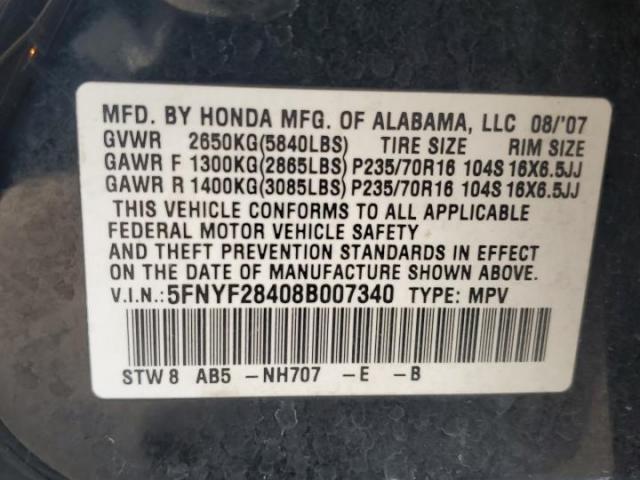 MFD. BY HONDA MFG. OF ALABAMA, LLC 08/'07
GVWR 2650KG(5840LBS) TIRE SIZE RIM SIZE
GAWR F 1300KG(2865LBS) P235/70R16 104S 16X6.5JJ
GAWR R 1400KG(3085LBS) P235/70R16 104S 16X6.5JJ
THIS VEHICLE CONFORMS TO ALL APPLICABLE
FEDERAL MOTOR VEHICLE SAFETY
AND THEFT PREVENTION STANDARDS IN EFFECT
ON THE DATE OF MANUFACTURE SHOWN ABOVE.
V.I.N.: 5FNYF28408B007340 TYPE: MPV
STW 8 AB5 -NH707 -E -B